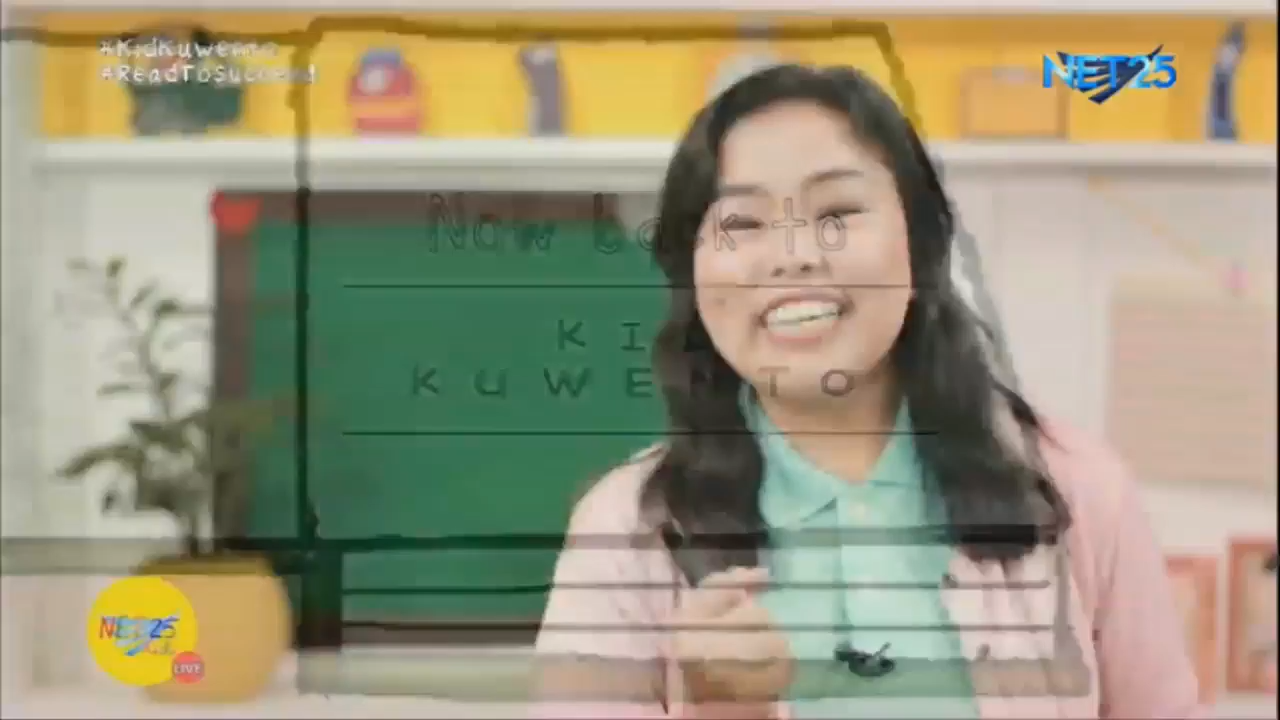 #KidKuwento
#ReadToSucceed
NET25
Now back to
KID
KUWENTO
NET25
LIVE